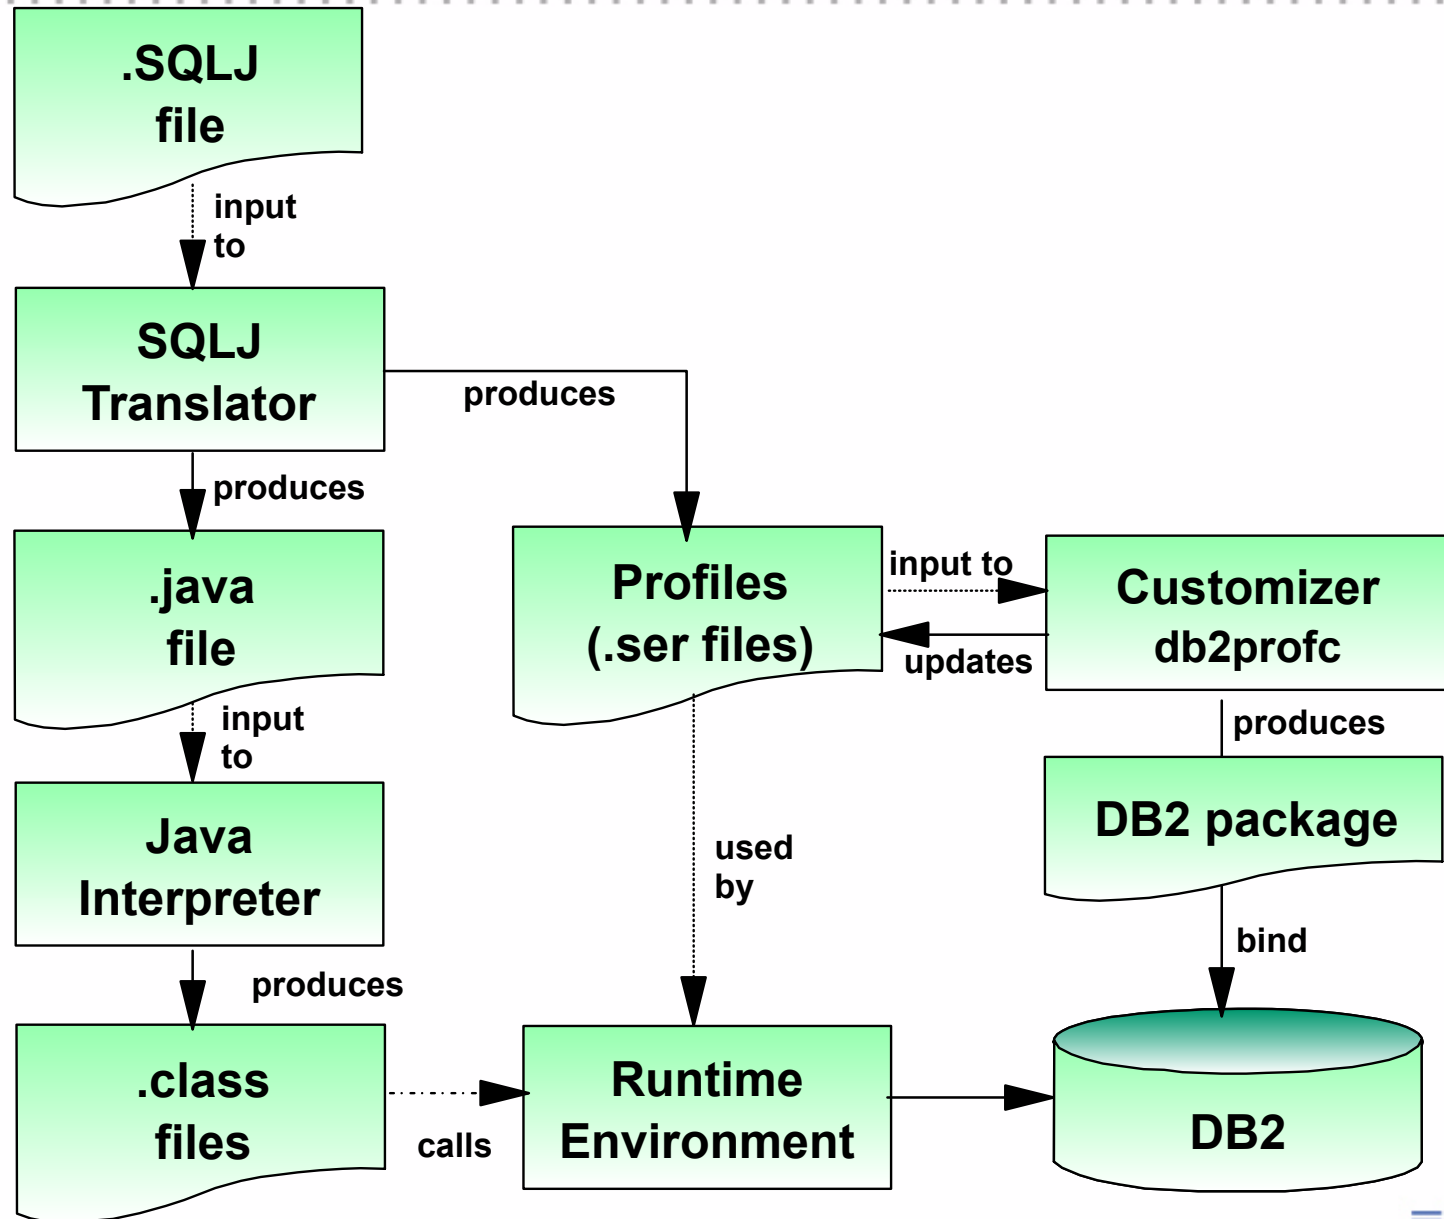 .SQLJ
file
input
to
SQLJ
Translator
produces
produces
.java
file
Profiles
(.ser files)
input to
updates
Customizer
db2profc
input
to
produces
Java
Interpreter
used
by
DB2 package
bind
produces
.class
files
calls
Runtime
Environment
DB2